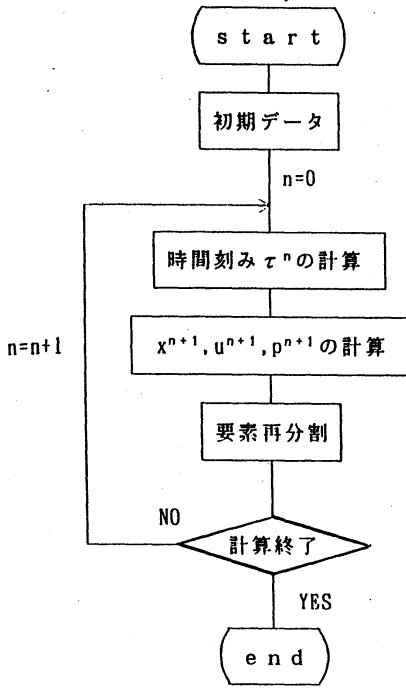 start
初期データ
n=0
時間刻みτⁿの計算
n=n+1
xⁿ⁺¹,uⁿ⁺¹,pⁿ⁺¹の計算
要素再分割
NO
計算終了
YES
end